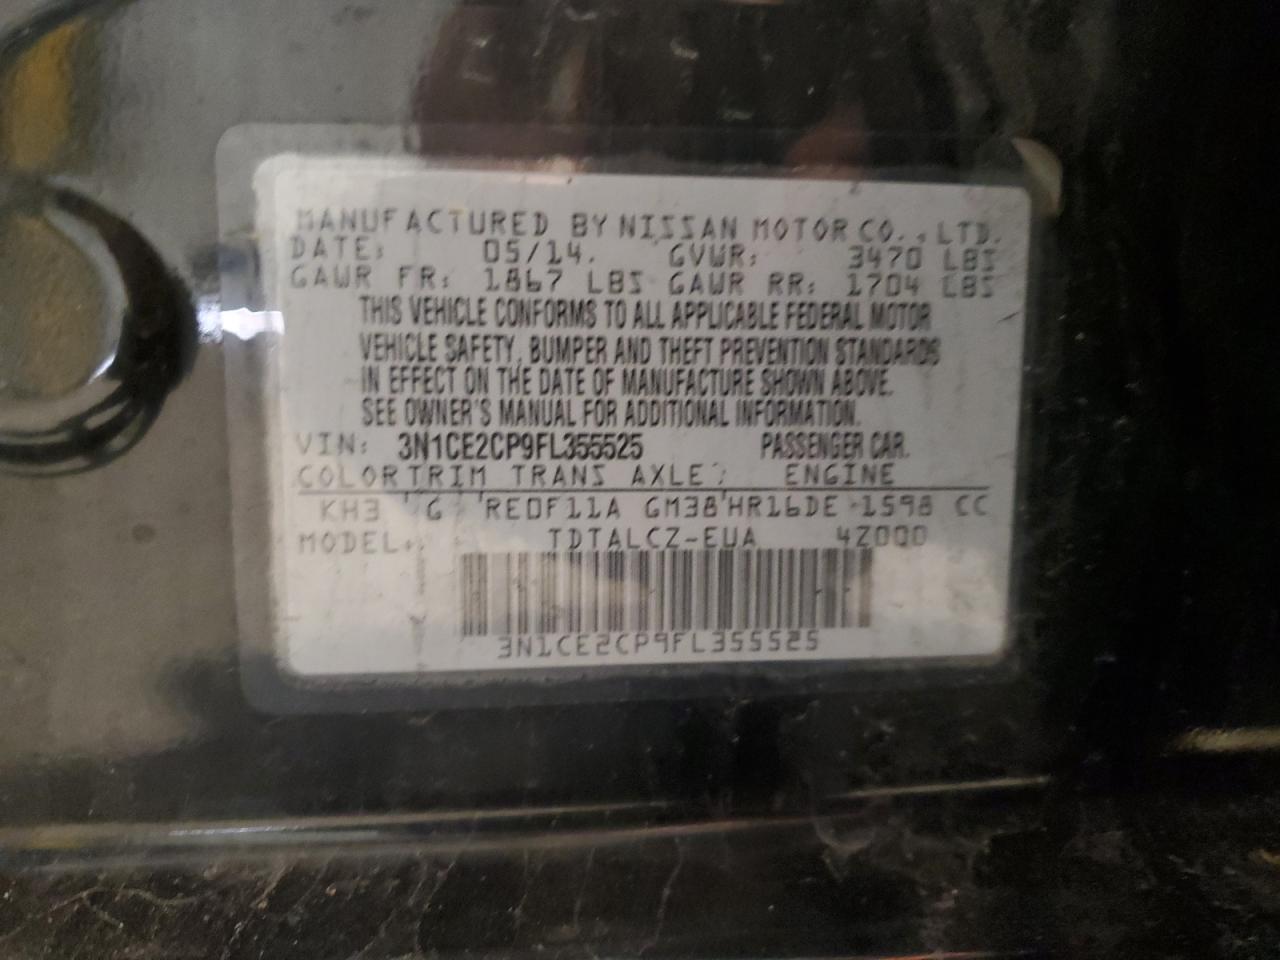 MANUFACTURED BY NISSAN MOTOR CO., LTD.
DATE: 05/14. GVWR: 3470 LBS
GAWR FR: 1867 LBS GAWR RR: 1704 LBS
THIS VEHICLE CONFORMS TO ALL APPLICABLE FEDERAL MOTOR
VEHICLE SAFETY, BUMPER AND THEFT PREVENTION STANDARDS
IN EFFECT ON THE DATE OF MANUFACTURE SHOWN ABOVE.
SEE OWNER'S MANUAL FOR ADDITIONAL INFORMATION.
VIN: 3N1CE2CP9FL355525 PASSENGER CAR.
COLOR TRIM TRANS AXLE: ENGINE
KH3 G RE0F11A GM38 HR16DE 1598 CC
MODEL: TDTALCZ-EUA 4Z000
3N1CE2CP9FL355525